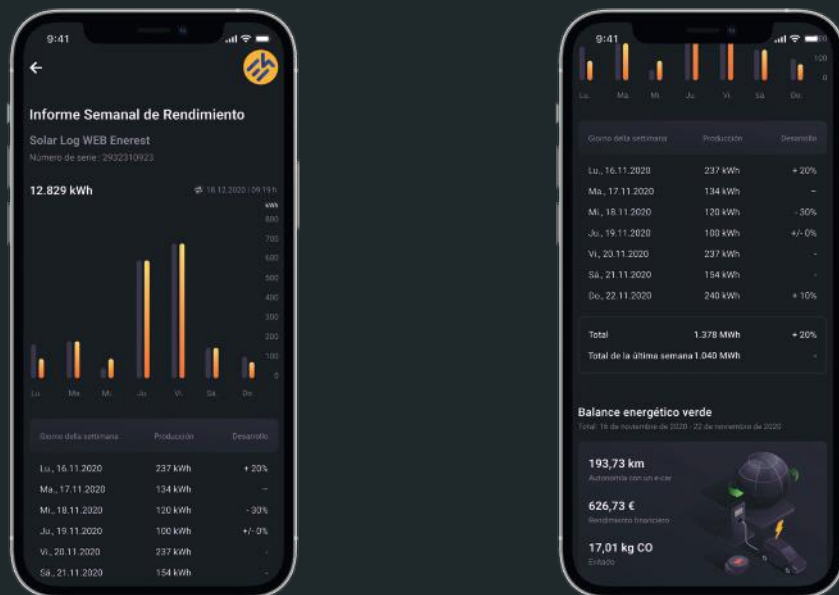 9:41
Informe Semanal de Rendimiento
Solar Log WEB Enerest
Número de serie: 2932310923
12.829 kWh
18.12.2020 | 09:19 h
kWh
800
700
600
500
400
300
200
100
0
Lu. Ma. Mi. Ju. Vi. Sá. Do.
Giorno della settimana Producción Desarrollo
Lu., 16.11.2020 237 kWh + 20%
Ma., 17.11.2020 134 kWh –
Mi., 18.11.2020 120 kWh - 30%
Ju., 19.11.2020 100 kWh +/- 0%
Vi., 20.11.2020 237 kWh -
Sá., 21.11.2020 154 kWh -
9:41
100
0
Lu. Ma. Mi. Ju. Vi. Sá. Do.
Giorno della settimana Producción Desarrollo
Lu., 16.11.2020 237 kWh + 20%
Ma., 17.11.2020 134 kWh –
Mi., 18.11.2020 120 kWh - 30%
Ju., 19.11.2020 100 kWh +/- 0%
Vi., 20.11.2020 237 kWh -
Sá., 21.11.2020 154 kWh -
Do., 22.11.2020 240 kWh + 10%
Total 1.378 MWh + 20%
Total de la última semana 1.040 MWh -
Balance energético verde
Total: 16 de noviembre de 2020 - 22 de noviembre de 2020
193,73 km
Autonomía con un e-car
626,73 €
Rendimiento financiero
17,01 kg CO
Evitado